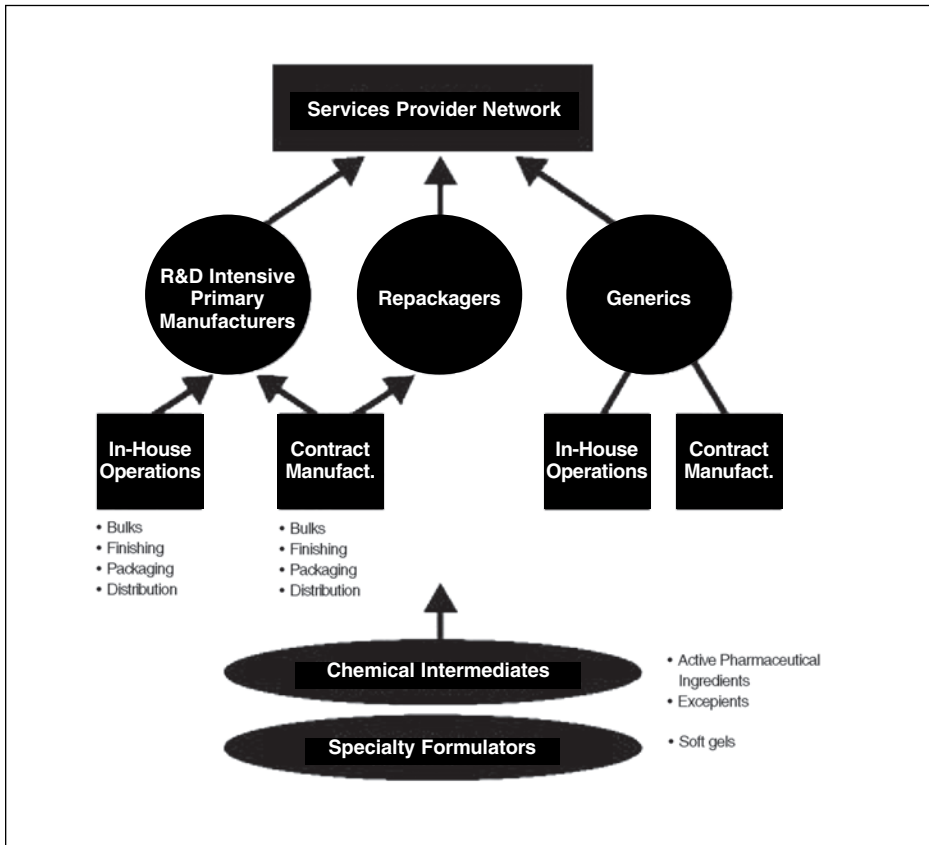 Services Provider Network
R&D Intensive
Primary
Manufacturers
Repackagers
Generics
In-House
Operations
Contract
Manufact.
In-House
Operations
Contract
Manufact.
• Bulks
• Finishing
• Packaging
• Distribution
• Bulks
• Finishing
• Packaging
• Distribution
Chemical Intermediates
• Active Pharmaceutical
Ingredients
• Excepients
Specialty Formulators
• Soft gels